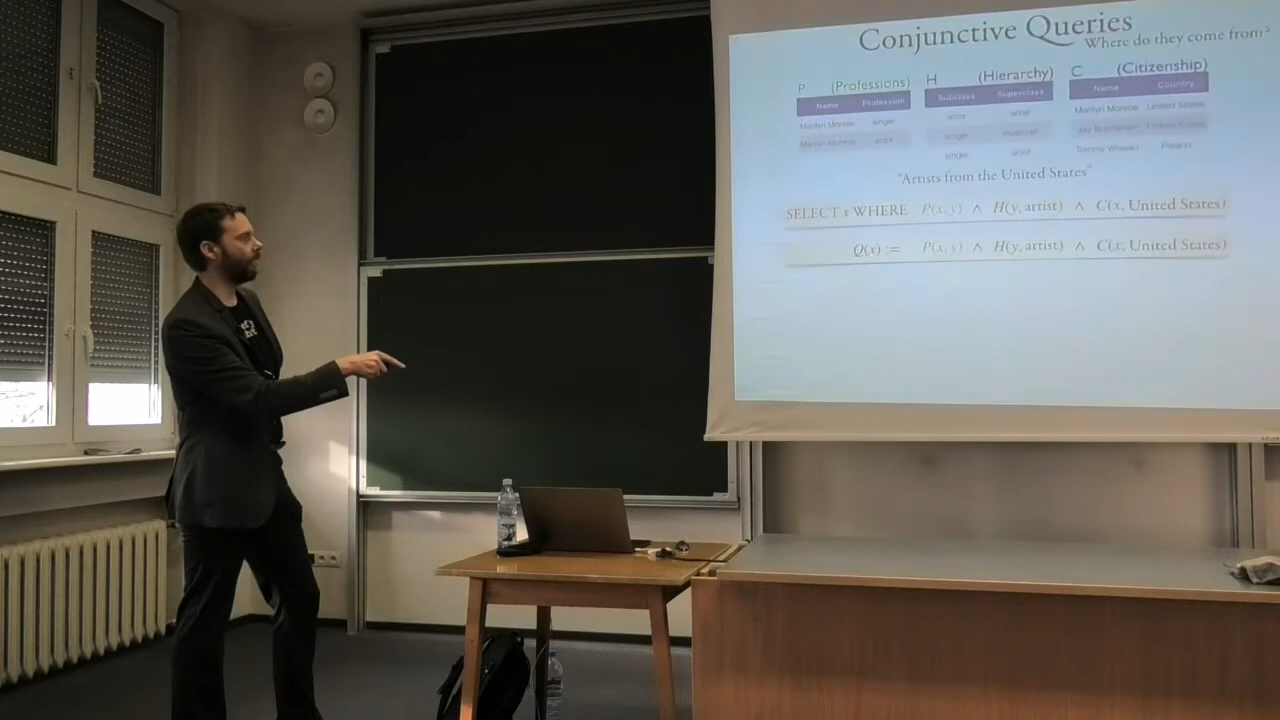 Conjunctive Queries
Where do they come from?
P (Professions) H (Hierarchy) C (Citizenship)
Name Profession Subclass Superclass Name Country
Marilyn Monroe singer actor artist Marilyn Monroe United States
Marilyn Monroe actor singer musician United States
singer artist Tommy Wiseau Poland
"Artists from the United States"
SELECT x WHERE P(x, y) ∧ H(y, artist) ∧ C(x, United States)
Q(x) := P(x, y) ∧ H(y, artist) ∧ C(x, United States)